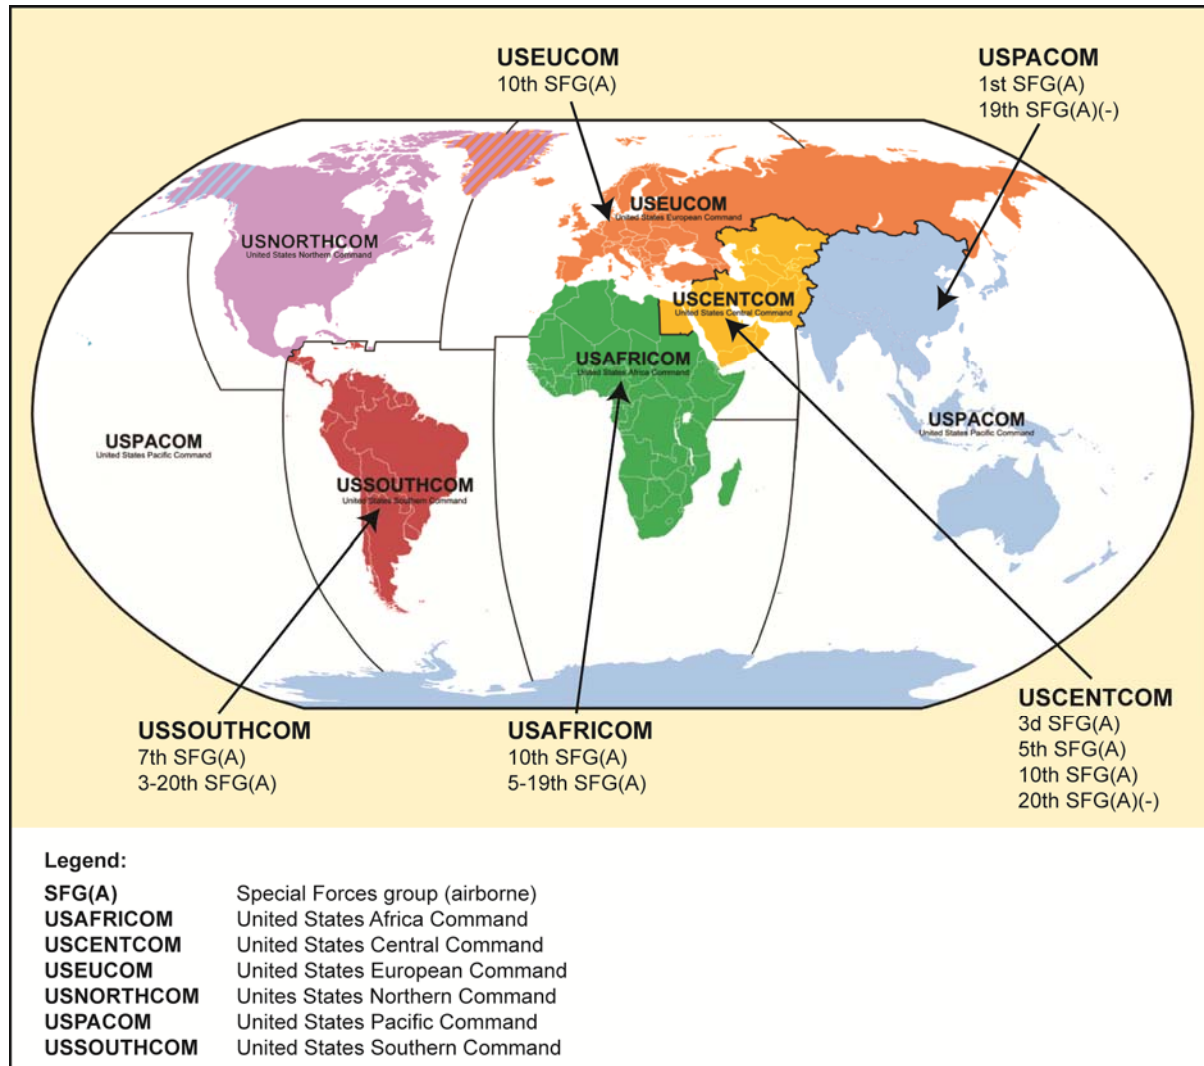 USEUCOM
10th SFG(A)
USPACOM
1st SFG(A)
19th SFG(A)(-)
USEUCOM
United States European Command
USNORTHCOM
United States Northern Command
USCENTCOM
United States Central Command
USAFRICOM
United States Africa Command
USPACOM
United States Pacific Command
USPACOM
United States Pacific Command
USSOUTHCOM
United States Southern Command
USSOUTHCOM
7th SFG(A)
3-20th SFG(A)
USAFRICOM
10th SFG(A)
5-19th SFG(A)
USCENTCOM
3d SFG(A)
5th SFG(A)
10th SFG(A)
20th SFG(A)(-)
Legend:
SFG(A) Special Forces group (airborne)
USAFRICOM United States Africa Command
USCENTCOM United States Central Command
USEUCOM United States European Command
USNORTHCOM Unites States Northern Command
USPACOM United States Pacific Command
USSOUTHCOM United States Southern Command